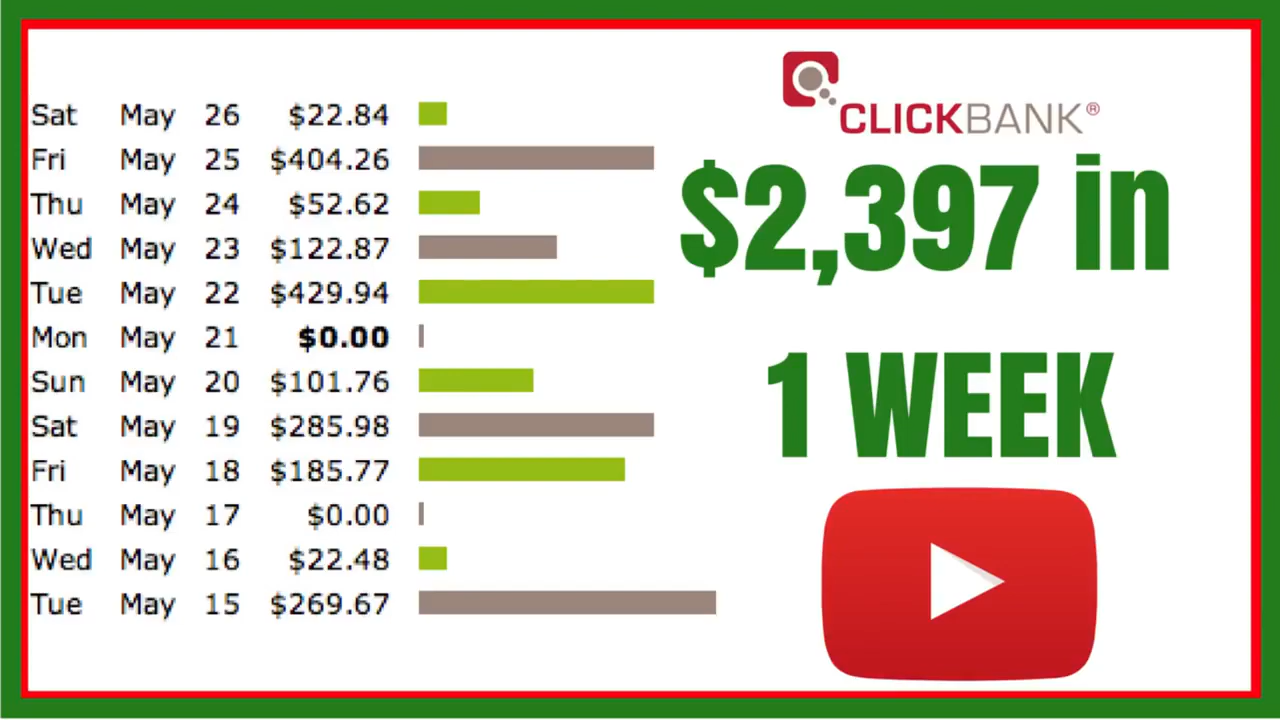 Sat May 26 $22.84
Fri May 25 $404.26
Thu May 24 $52.62
Wed May 23 $122.87
Tue May 22 $429.94
Mon May 21 $0.00
Sun May 20 $101.76
Sat May 19 $285.98
Fri May 18 $185.77
Thu May 17 $0.00
Wed May 16 $22.48
Tue May 15 $269.67
CLICKBANK®
$2,397 in
1 WEEK